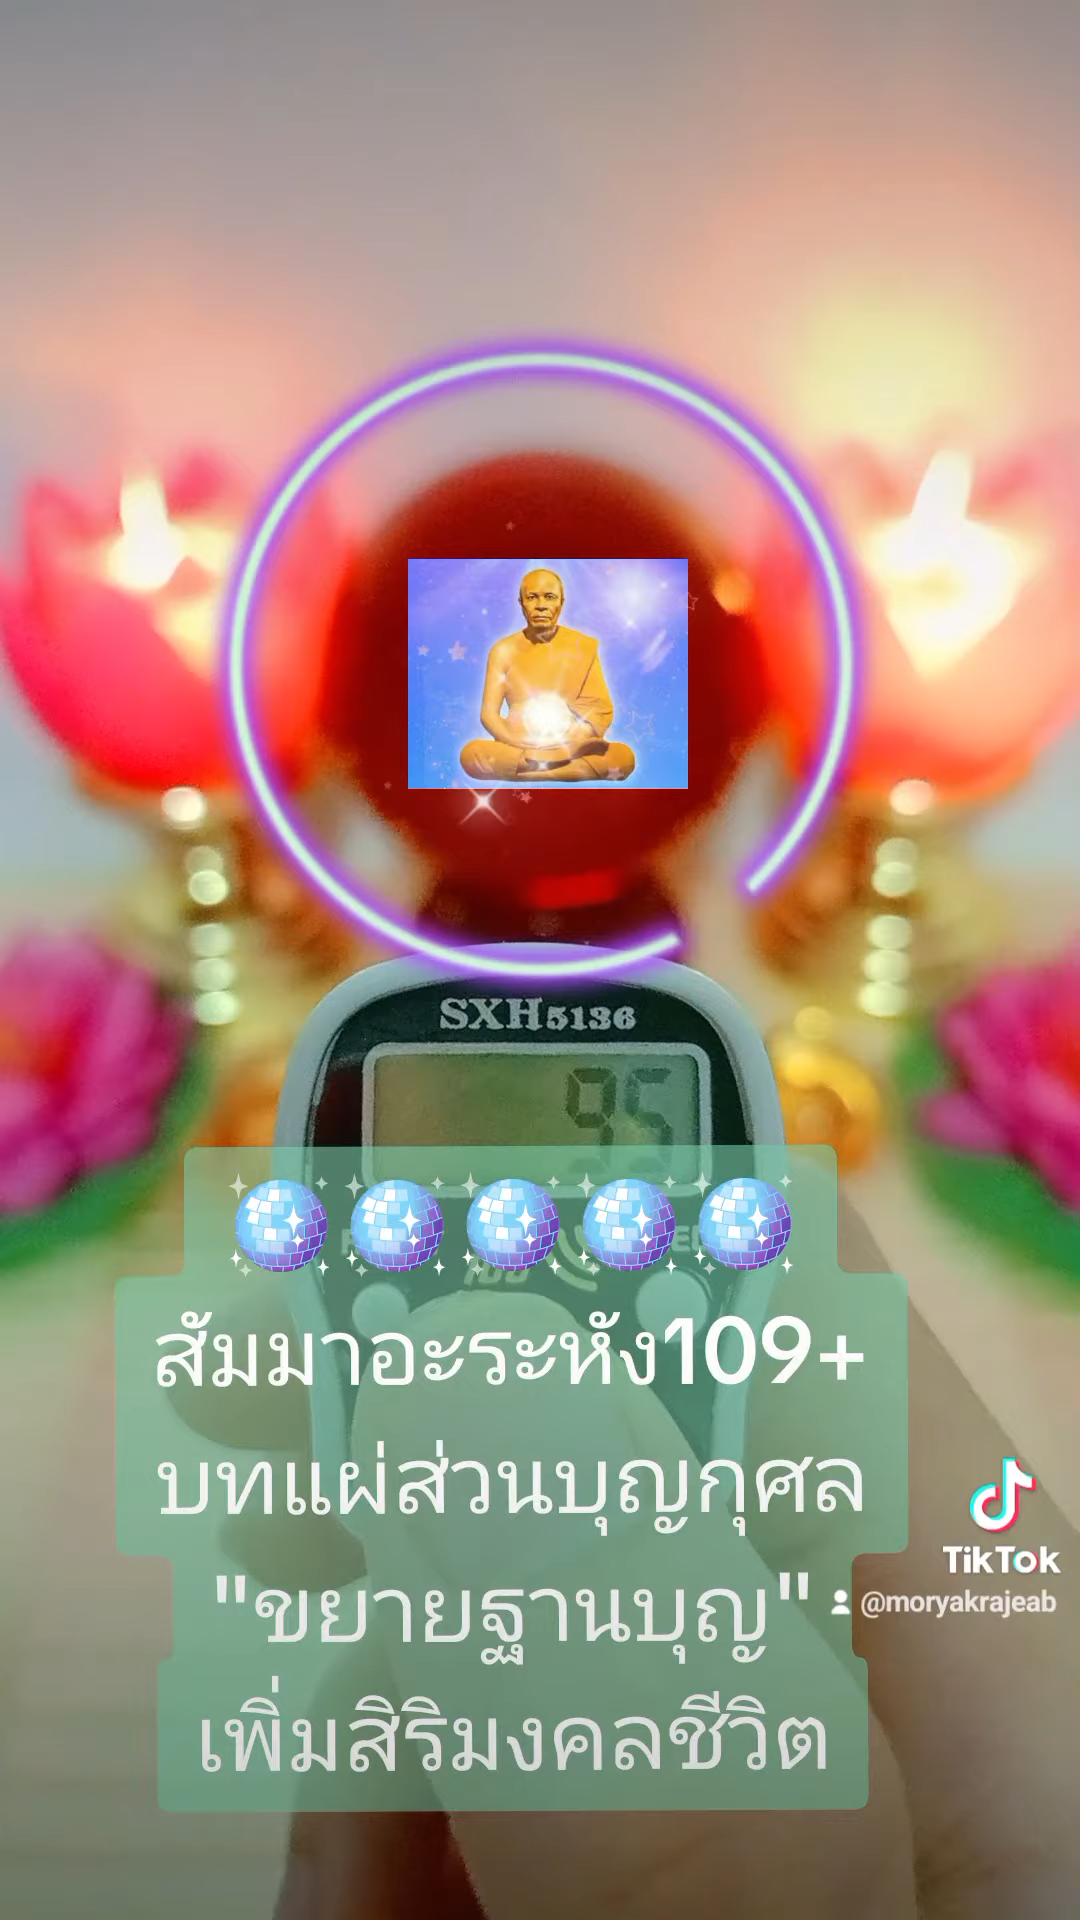 SXH5136
95
สัมมาอะระหัง109+
บทแผ่ส่วนบุญกุศล
"ขยายฐานบุญ"
เพิ่มสิริมงคลชีวิต
TikTok
@moryakrajeab